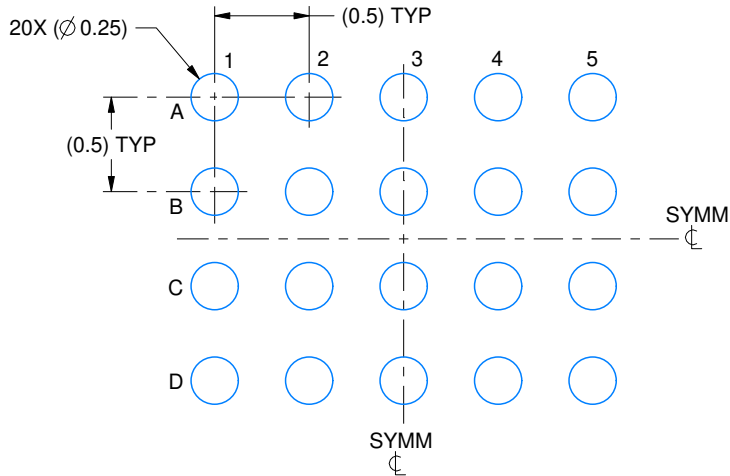 20X (∅ 0.25)
(0.5) TYP
1
2
3
4
5
A
(0.5) TYP
B
SYMM
℄
C
D
SYMM
℄